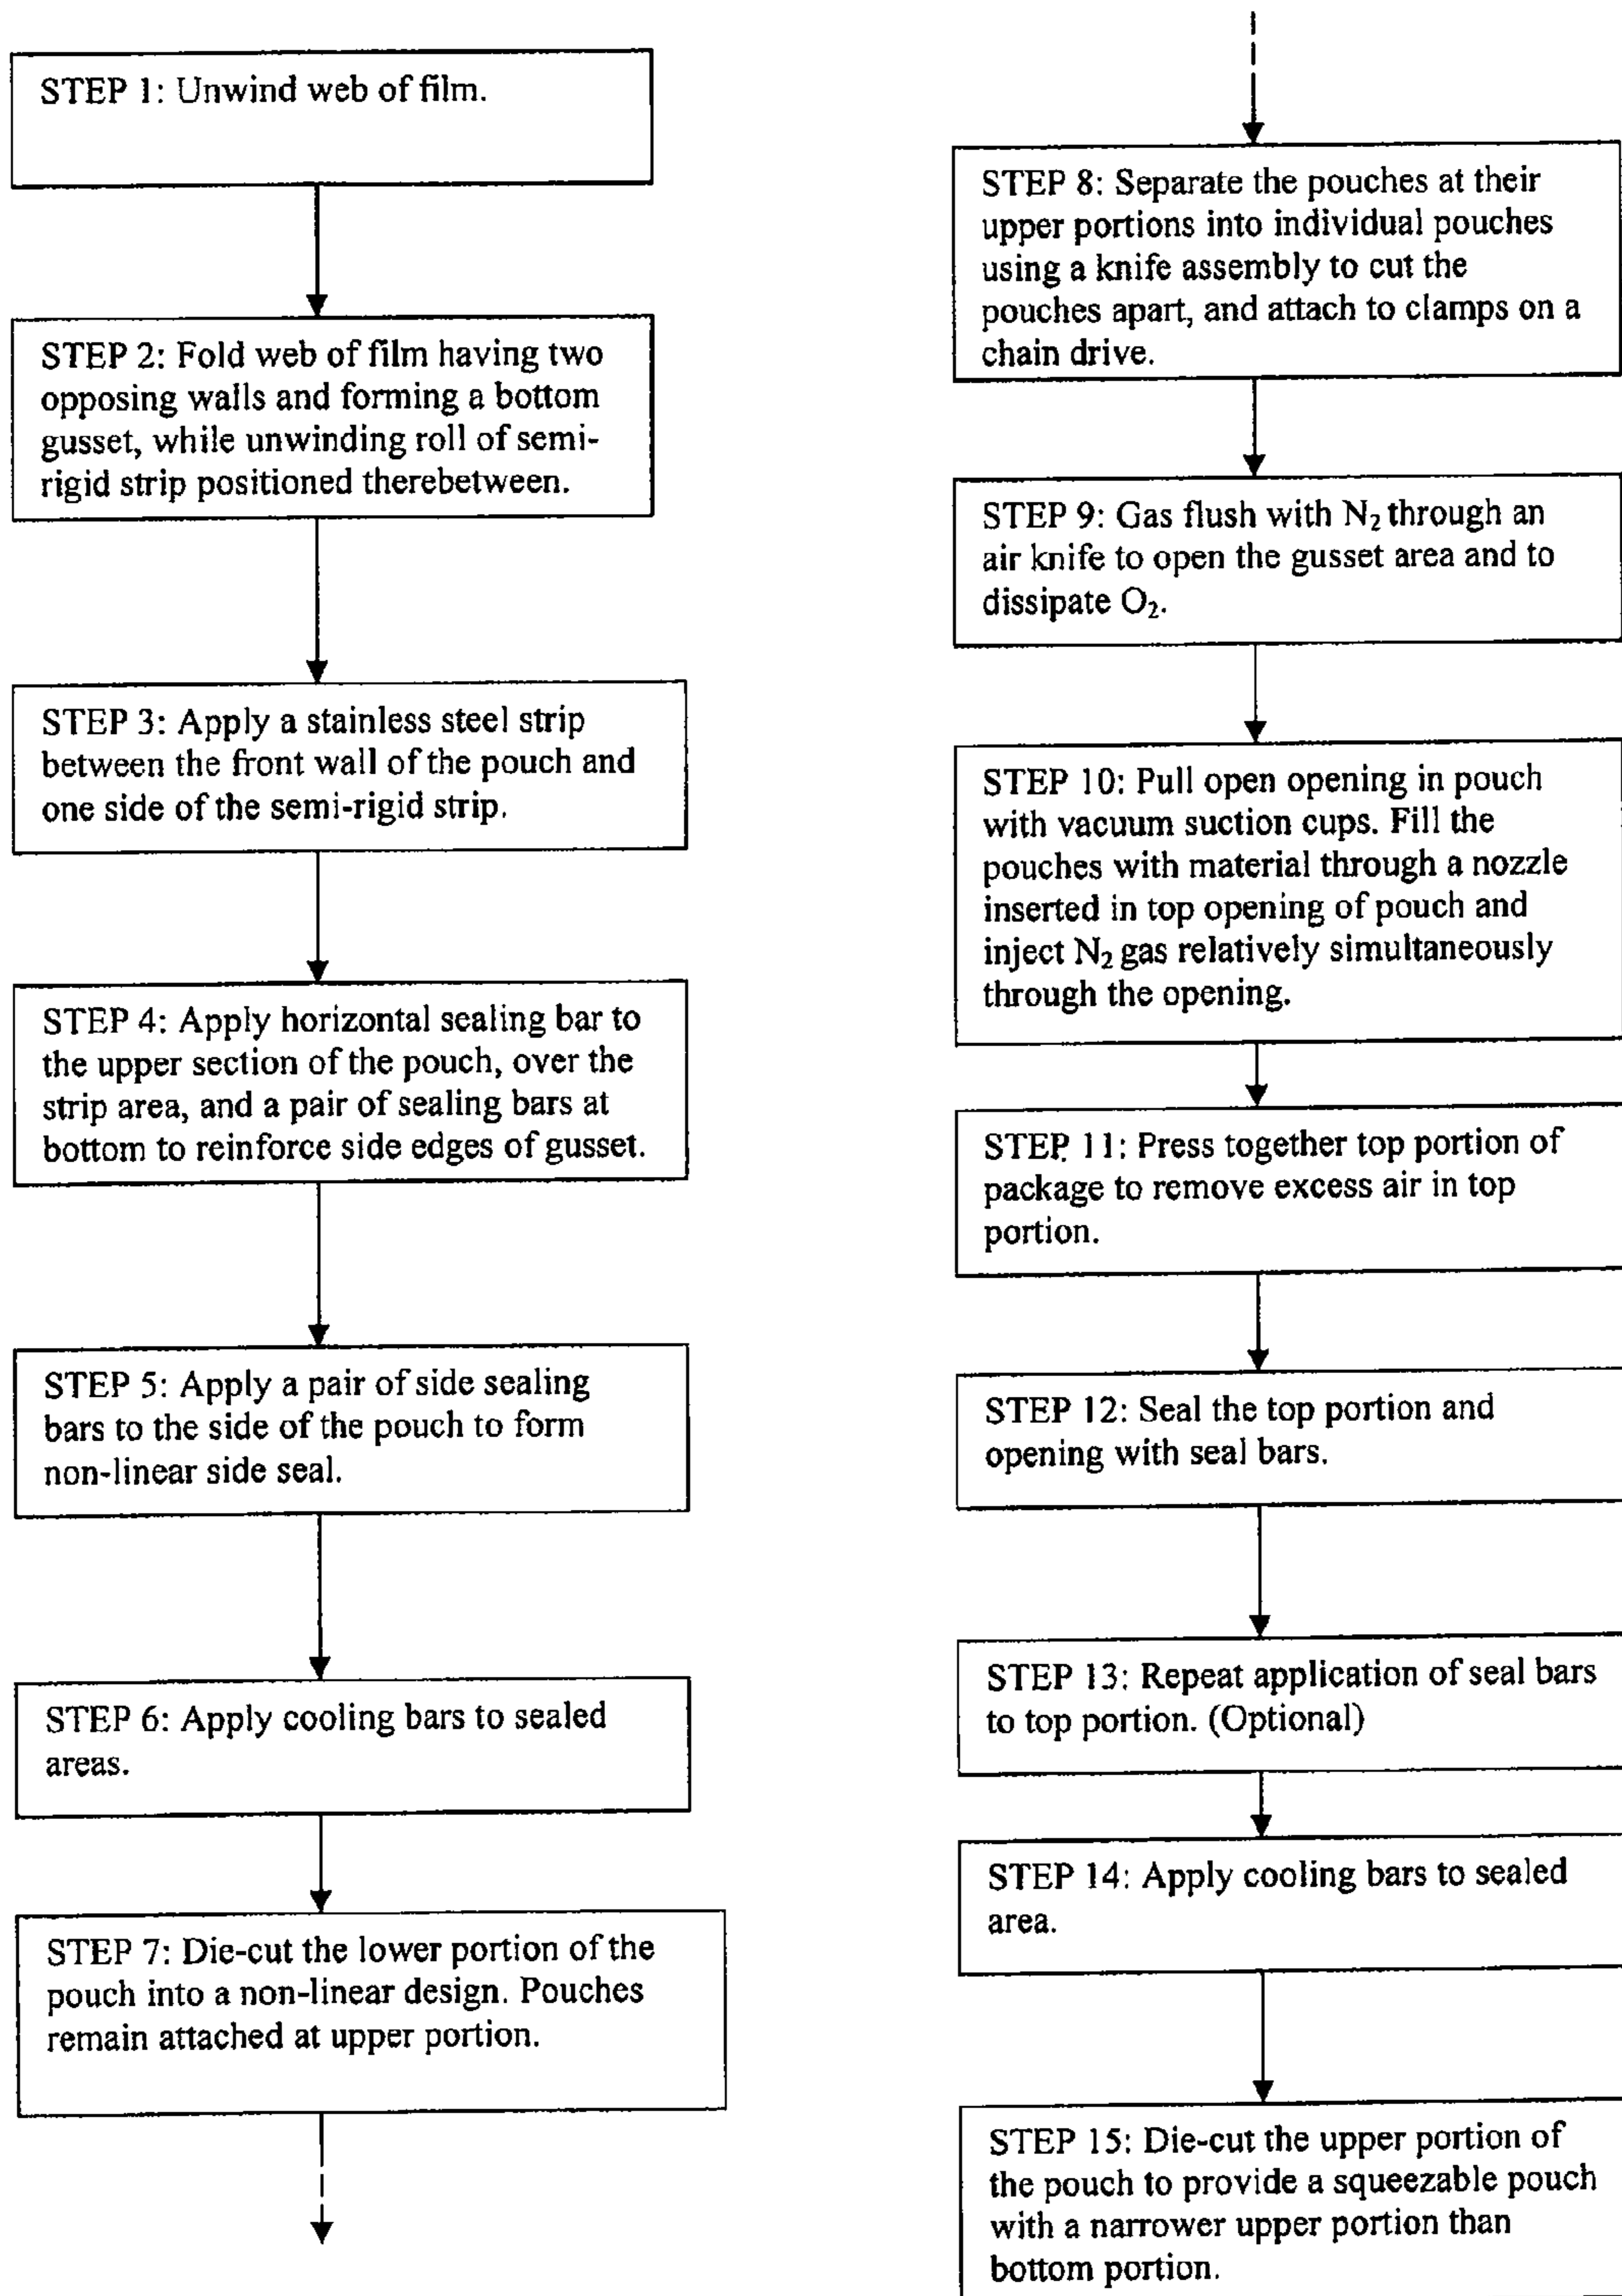 STEP 1: Unwind web of film.
STEP 2: Fold web of film having two
opposing walls and forming a bottom
gusset, while unwinding roll of semi-
rigid strip positioned therebetween.
STEP 3: Apply a stainless steel strip
between the front wall of the pouch and
one side of the semi-rigid strip.
STEP 4: Apply horizontal sealing bar to
the upper section of the pouch, over the
strip area, and a pair of sealing bars at
bottom to reinforce side edges of gusset.
STEP 5: Apply a pair of side sealing
bars to the side of the pouch to form
non-linear side seal.
STEP 6: Apply cooling bars to sealed
areas.
STEP 7: Die-cut the lower portion of the
pouch into a non-linear design. Pouches
remain attached at upper portion.
STEP 8: Separate the pouches at their
upper portions into individual pouches
using a knife assembly to cut the
pouches apart, and attach to clamps on a
chain drive.
STEP 9: Gas flush with N₂ through an
air knife to open the gusset area and to
dissipate O₂.
STEP 10: Pull open opening in pouch
with vacuum suction cups. Fill the
pouches with material through a nozzle
inserted in top opening of pouch and
inject N₂ gas relatively simultaneously
through the opening.
STEP 11: Press together top portion of
package to remove excess air in top
portion.
STEP 12: Seal the top portion and
opening with seal bars.
STEP 13: Repeat application of seal bars
to top portion. (Optional)
STEP 14: Apply cooling bars to sealed
area.
STEP 15: Die-cut the upper portion of
the pouch to provide a squeezable pouch
with a narrower upper portion than
bottom portion.